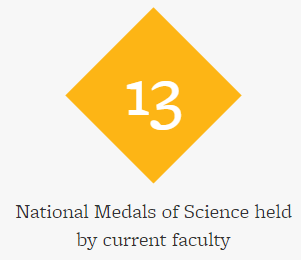 13
National Medals of Science held
by current faculty